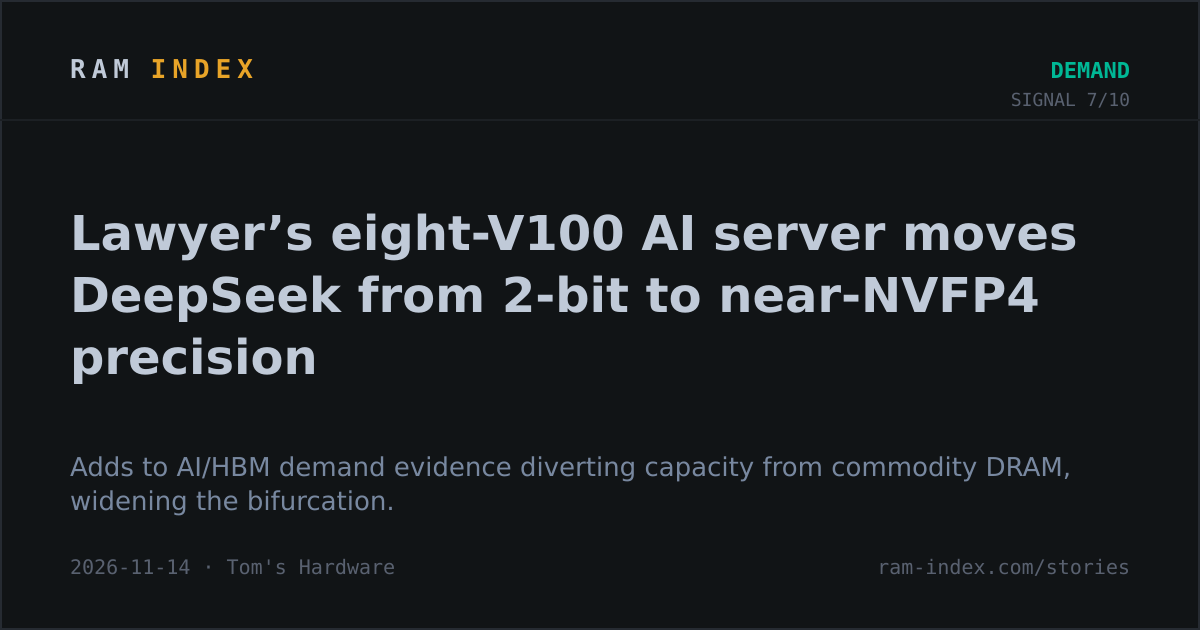 RAM INDEX
DEMAND
SIGNAL 7/10
Lawyer’s eight-V100 AI server moves
DeepSeek from 2-bit to near-NVFP4
precision
Adds to AI/HBM demand evidence diverting capacity from commodity DRAM,
widening the bifurcation.
2026-11-14 · Tom's Hardware
ram-index.com/stories